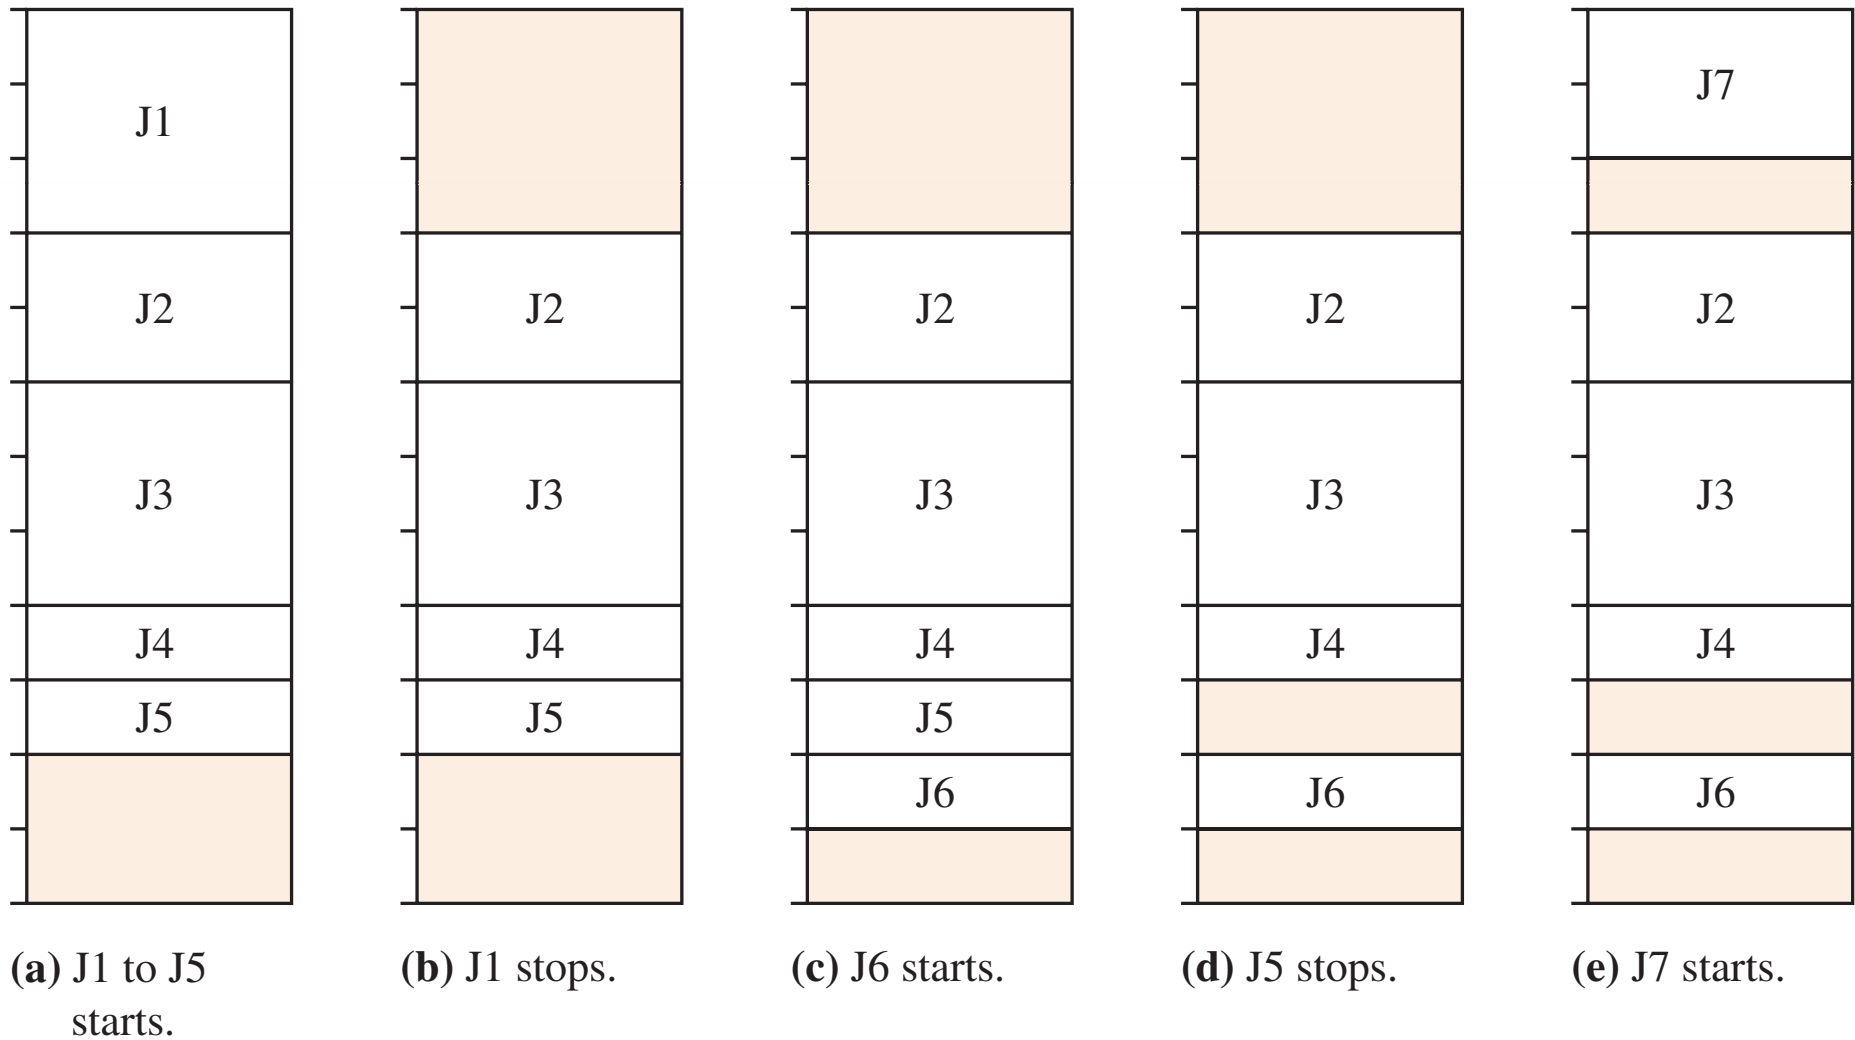 J1
J2
J3
J4
J5
(a) J1 to J5
starts.
J2
J3
J4
J5
(b) J1 stops.
J2
J3
J4
J5
J6
(c) J6 starts.
J2
J3
J4
J6
(d) J5 stops.
J7
J2
J3
J4
J6
(e) J7 starts.